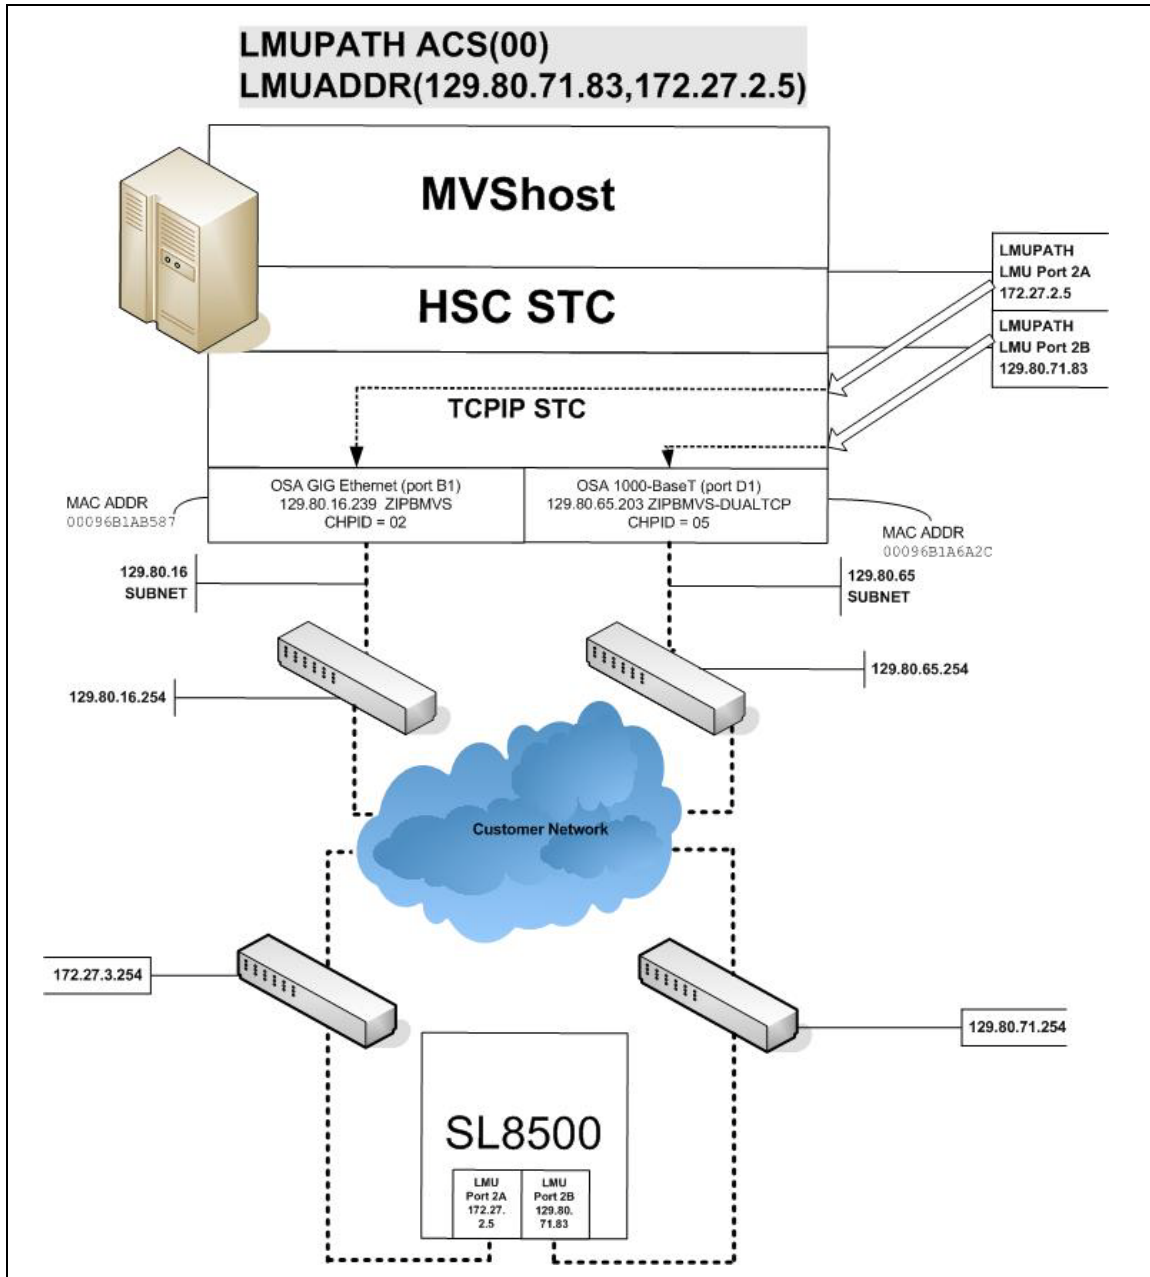 LMUPATH ACS(00)
LMUADDR(129.80.71.83,172.27.2.5)
MVShost
HSC STC
TCPIP STC
LMUPATH
LMU Port 2A
172.27.2.5
LMUPATH
LMU Port 2B
129.80.71.83
OSA GIG Ethernet (port B1)
129.80.16.239 ZIPBMVS
CHPID = 02
OSA 1000-BaseT (port D1)
129.80.65.203 ZIPBMVS-DUALTCP
CHPID = 05
MAC ADDR
00096B1AB587
MAC ADDR
00096B1A6A2C
129.80.16
SUBNET
129.80.65
SUBNET
129.80.16.254
129.80.65.254
Customer Network
172.27.3.254
129.80.71.254
SL8500
LMU
Port 2A
172.27.
2.5
LMU
Port 2B
129.80.
71.83